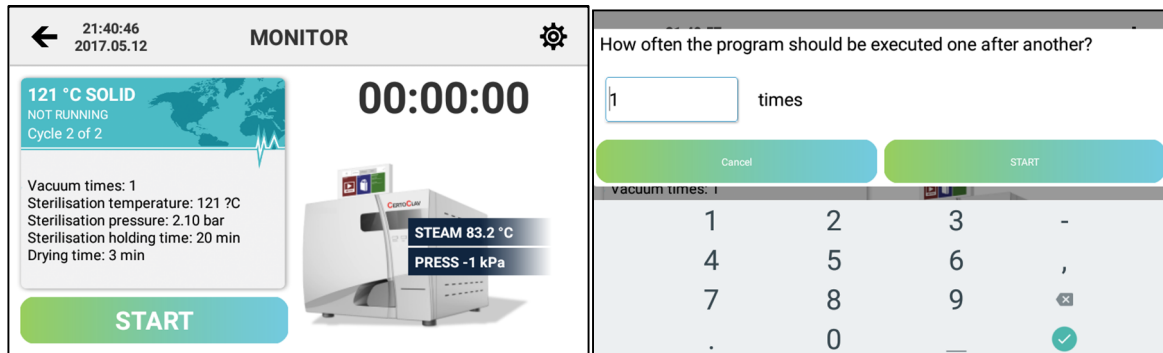 21:40:46
2017.05.12
MONITOR
121 °C SOLID
NOT RUNNING
Cycle 2 of 2
00:00:00
Vacuum times: 1
Sterilisation temperature: 121 ?C
Sterilisation pressure: 2.10 bar
Sterilisation holding time: 20 min
Drying time: 3 min
CERTOCLAV
STEAM 83.2 °C
PRESS -1 kPa
START
How often the program should be executed one after another?
1
times
Cancel
START
Vacuum times: 1
1 2 3 -
4 5 6 ,
7 8 9
. 0 _